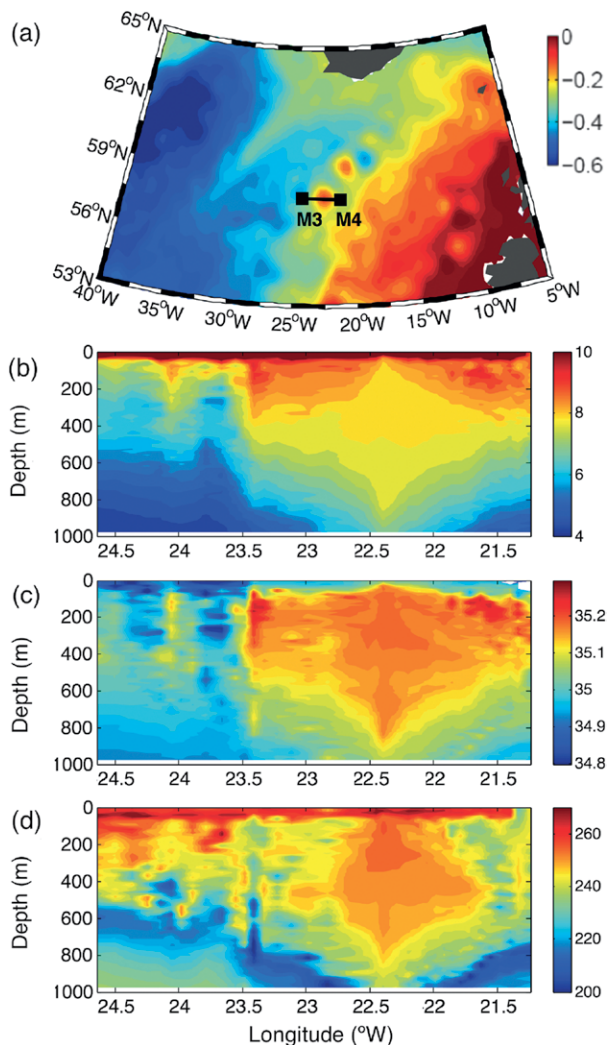 (a)
65°N
62°N
59°N
56°N
53°N
40°W
35°W
30°W
25°W
20°W
15°W
10°W
5°W
M3 M4
0
−0.2
−0.4
−0.6
(b)
Depth (m)
0
200
400
600
800
1000
24.5 24 23.5 23 22.5 22 21.5
10
8
6
4
(c)
Depth (m)
0
200
400
600
800
1000
24.5 24 23.5 23 22.5 22 21.5
35.2
35.1
35
34.9
34.8
(d)
Depth (m)
0
200
400
600
800
1000
24.5 24 23.5 23 22.5 22 21.5
Longitude (°W)
260
240
220
200